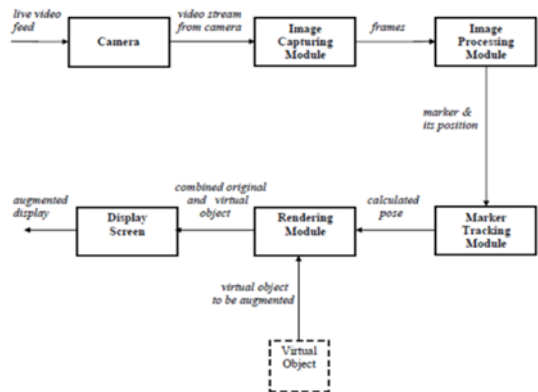 live video
feed
Camera
video stream
from camera
Image
Capturing
Module
frames
Image
Processing
Module
marker &
its position
augmented
display
Display
Screen
combined original
and virtual
object
Rendering
Module
calculated
pose
Marker
Tracking
Module
virtual object
to be augmented
Virtual
Object